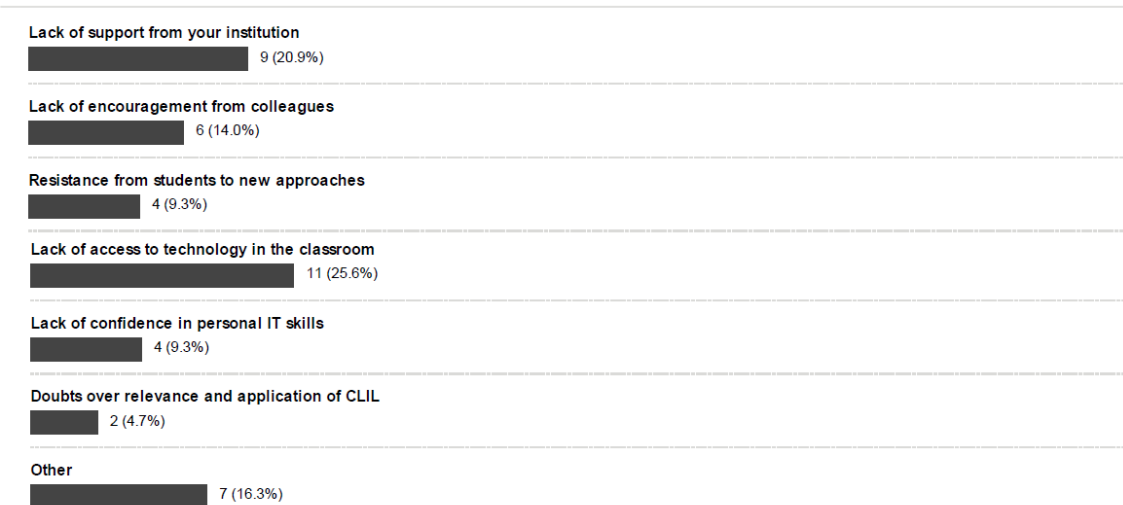 Lack of support from your institution
9 (20.9%)
Lack of encouragement from colleagues
6 (14.0%)
Resistance from students to new approaches
4 (9.3%)
Lack of access to technology in the classroom
11 (25.6%)
Lack of confidence in personal IT skills
4 (9.3%)
Doubts over relevance and application of CLIL
2 (4.7%)
Other
7 (16.3%)